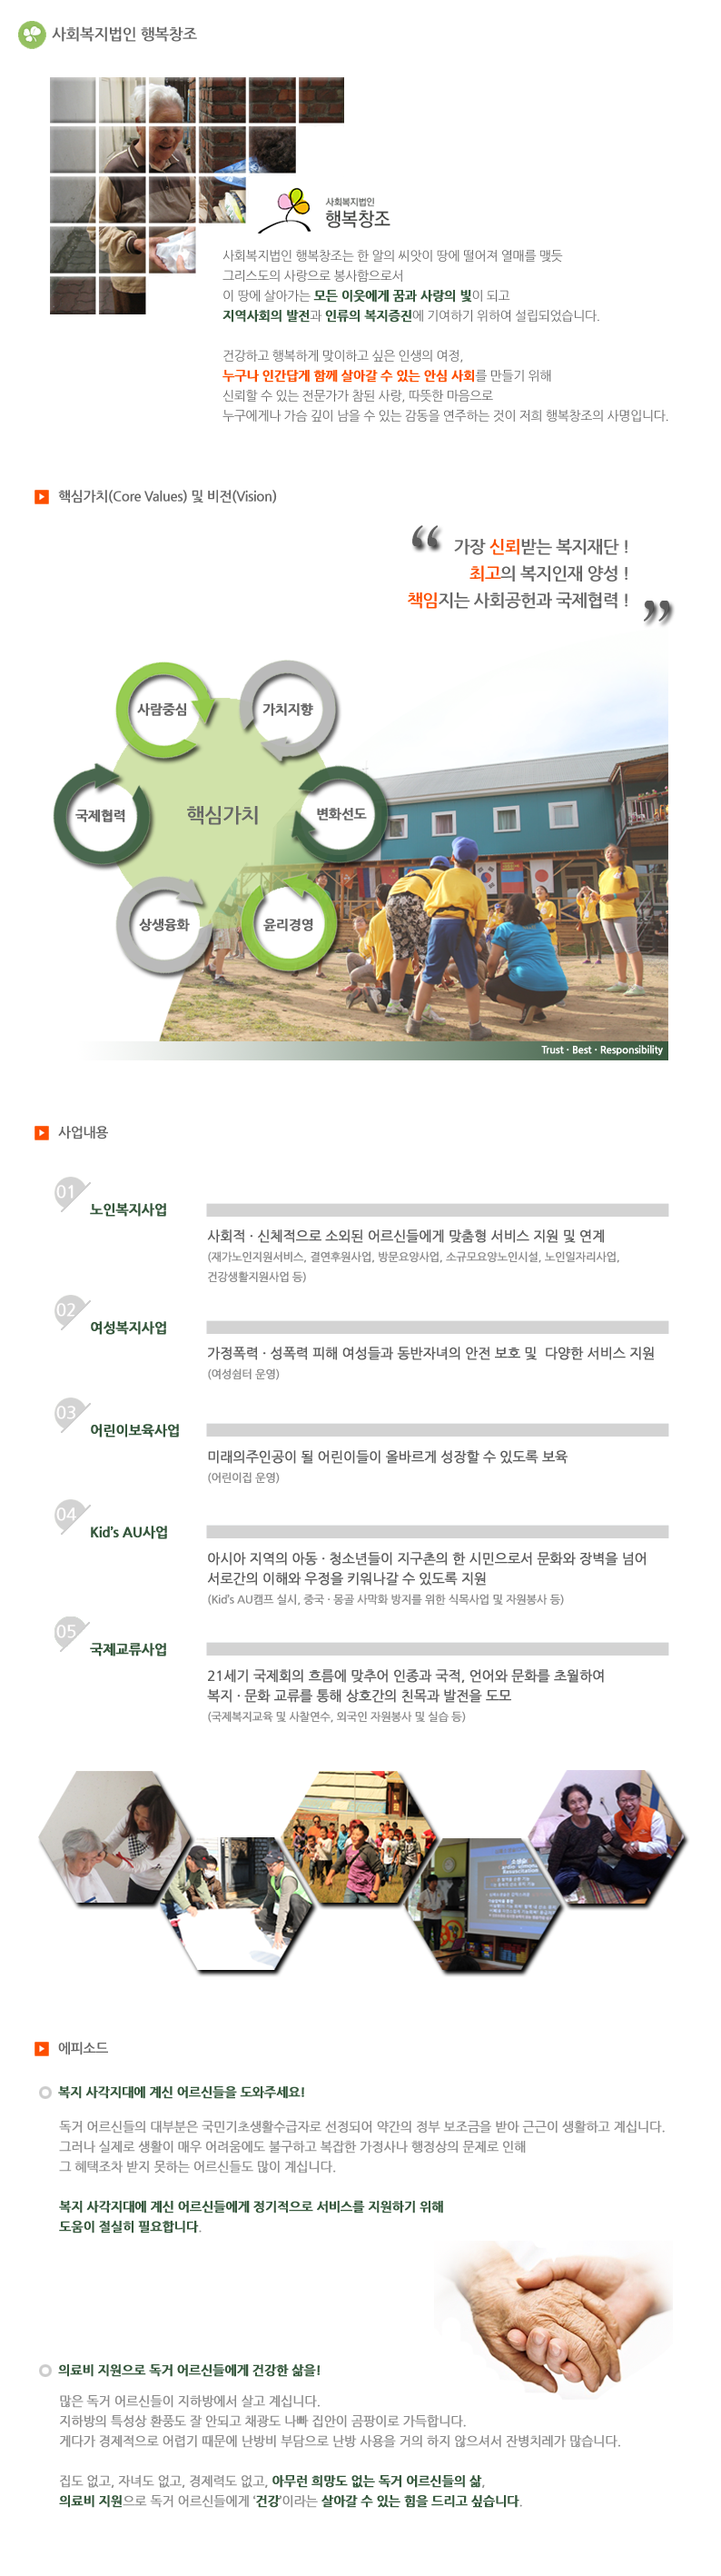 사회복지법인 행복창조
사회복지법인
행복창조
사회복지법인 행복창조는 한 알의 씨앗이 땅에 떨어져 열매를 맺듯
그리스도의 사랑으로 봉사함으로서
이 땅에 살아가는 모든 이웃에게 꿈과 사랑의 빛이 되고
지역사회의 발전과 인류의 복지증진에 기여하기 위하여 설립되었습니다.
건강하고 행복하게 맞이하고 싶은 인생의 여정,
누구나 인간답게 함께 살아갈 수 있는 안심 사회를 만들기 위해
신뢰할 수 있는 전문가가 참된 사랑, 따뜻한 마음으로
누구에게나 가슴 깊이 남을 수 있는 감동을 연주하는 것이 저희 행복창조의 사명입니다.
핵심가치(Core Values) 및 비전(Vision)
“ 가장 신뢰받는 복지재단 !
최고의 복지인재 양성 !
책임지는 사회공헌과 국제협력 ! ”
사람중심
가치지향
국제협력
핵심가치
변화선도
상생융화
윤리경영
Trust · Best · Responsibility
사업내용
01
노인복지사업
사회적 · 신체적으로 소외된 어르신들에게 맞춤형 서비스 지원 및 연계
(재가노인지원서비스, 결연후원사업, 방문요양사업, 소규모요양노인시설, 노인일자리사업,
건강생활지원사업 등)
02
여성복지사업
가정폭력 · 성폭력 피해 여성들과 동반자녀의 안전 보호 및 다양한 서비스 지원
(여성쉼터 운영)
03
어린이보육사업
미래의주인공이 될 어린이들이 올바르게 성장할 수 있도록 보육
(어린이집 운영)
04
Kid's AU사업
아시아 지역의 아동 · 청소년들이 지구촌의 한 시민으로서 문화와 장벽을 넘어
서로간의 이해와 우정을 키워나갈 수 있도록 지원
(Kid's AU캠프 실시, 중국 · 몽골 사막화 방지를 위한 식목사업 및 자원봉사 등)
05
국제교류사업
21세기 국제회의 흐름에 맞추어 인종과 국적, 언어와 문화를 초월하여
복지 · 문화 교류를 통해 상호간의 친목과 발전을 도모
(국제복지교육 및 사찰연수, 외국인 자원봉사 및 실습 등)
에피소드
복지 사각지대에 계신 어르신들을 도와주세요!
독거 어르신들의 대부분은 국민기초생활수급자로 선정되어 약간의 정부 보조금을 받아 근근이 생활하고 계십니다.
그러나 실제로 생활이 매우 어려움에도 불구하고 복잡한 가정사나 행정상의 문제로 인해
그 혜택조차 받지 못하는 어르신들도 많이 계십니다.
복지 사각지대에 계신 어르신들에게 정기적으로 서비스를 지원하기 위해
도움이 절실히 필요합니다.
의료비 지원으로 독거 어르신들에게 건강한 삶을!
많은 독거 어르신들이 지하방에서 살고 계십니다.
지하방의 특성상 환풍도 잘 안되고 채광도 나빠 집안이 곰팡이로 가득합니다.
게다가 경제적으로 어렵기 때문에 난방비 부담으로 난방 사용을 거의 하지 않으셔서 잔병치레가 많습니다.
집도 없고, 자녀도 없고, 경제력도 없고, 아무런 희망도 없는 독거 어르신들의 삶,
의료비 지원으로 독거 어르신들에게 '건강'이라는 살아갈 수 있는 힘을 드리고 싶습니다.